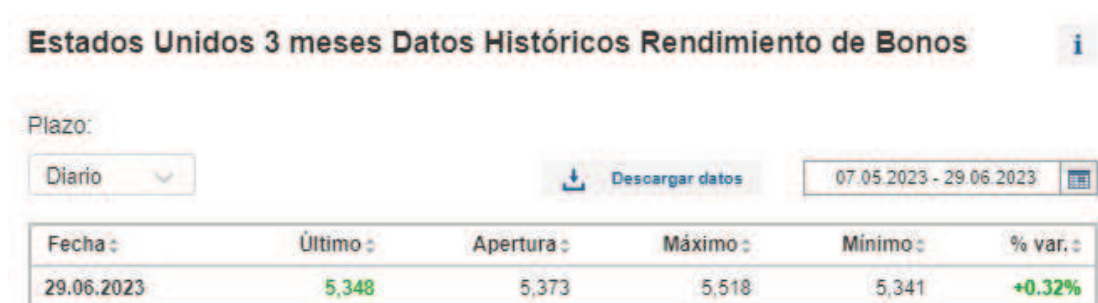 Estados Unidos 3 meses Datos Históricos Rendimiento de Bonos i
Plazo:
Diario Descargar datos 07.05.2023 - 29.06.2023
Fecha Último Apertura Máximo Mínimo % var.
29.06.2023 5,348 5,373 5,518 5,341 +0.32%